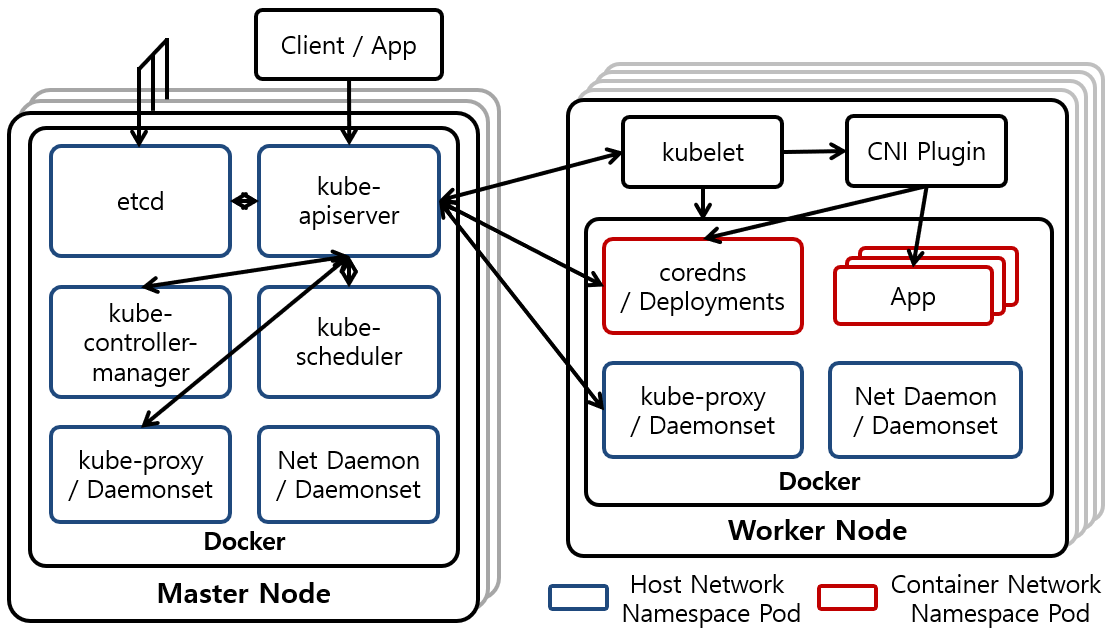 Client / App
etcd
kube-
apiserver
kube-
controller-
manager
kube-
scheduler
kube-proxy
/ Daemonset
Net Daemon
/ Daemonset
Docker
Master Node
kubelet
CNI Plugin
coredns
/ Deployments
App
kube-proxy
/ Daemonset
Net Daemon
/ Daemonset
Docker
Worker Node
Host Network
Namespace Pod
Container Network
Namespace Pod